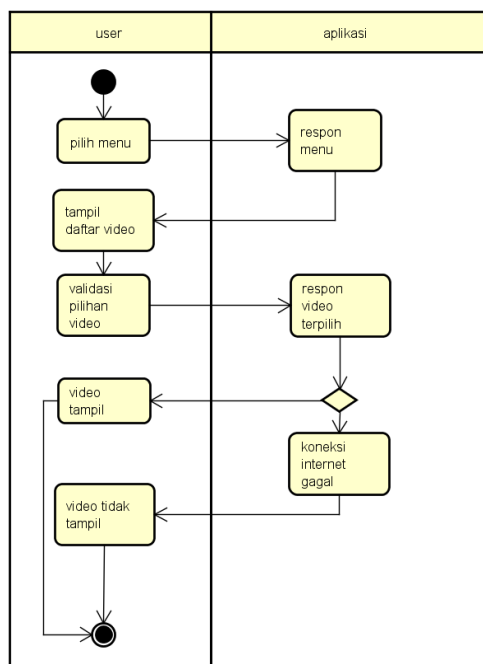 user
aplikasi
pilih menu
respon
menu
tampil
daftar video
validasi
pilihan
video
respon
video
terpilih
video
tampil
koneksi
internet
gagal
video tidak
tampil